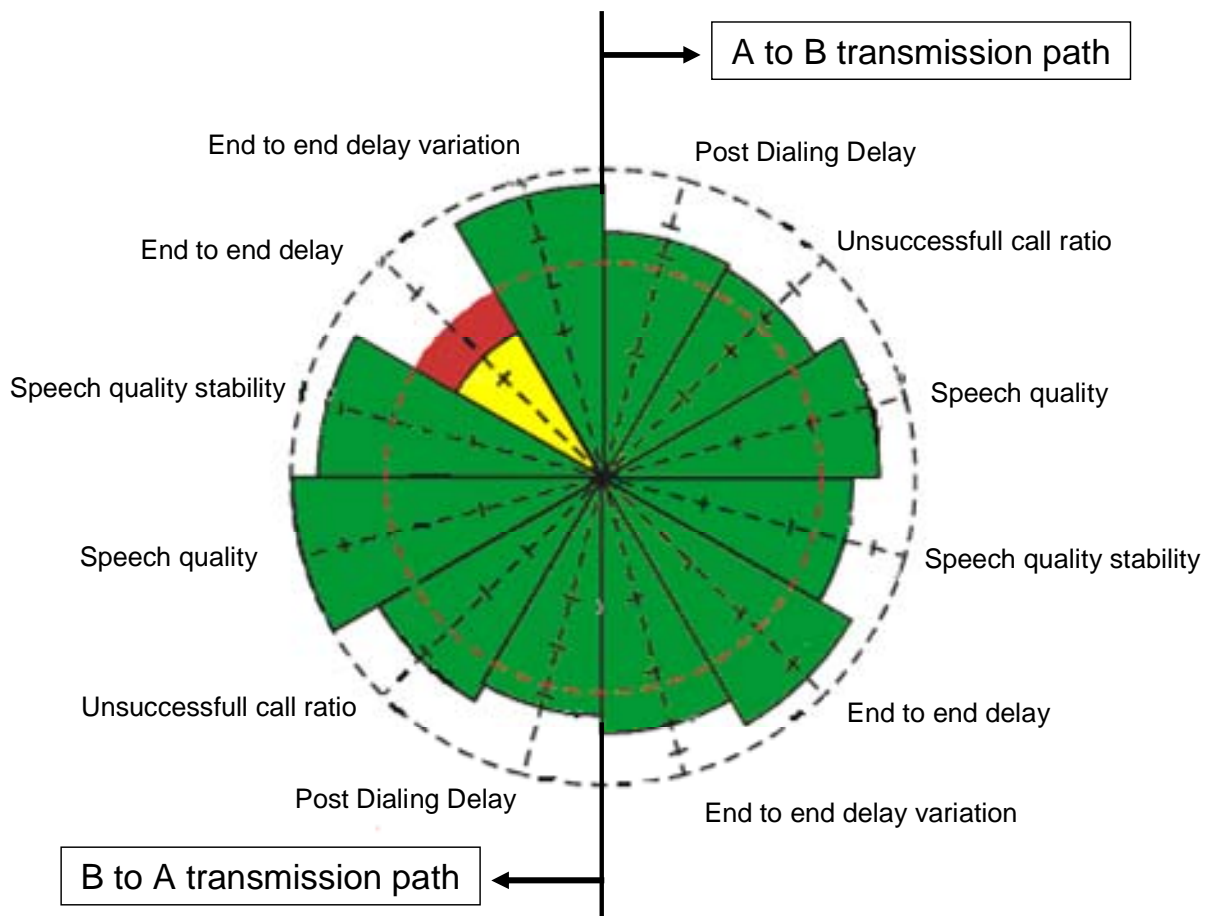 A to B transmission path
End to end delay variation
Post Dialing Delay
End to end delay
Unsuccessfull call ratio
Speech quality stability
Speech quality
Speech quality
Speech quality stability
Unsuccessfull call ratio
End to end delay
Post Dialing Delay
End to end delay variation
B to A transmission path